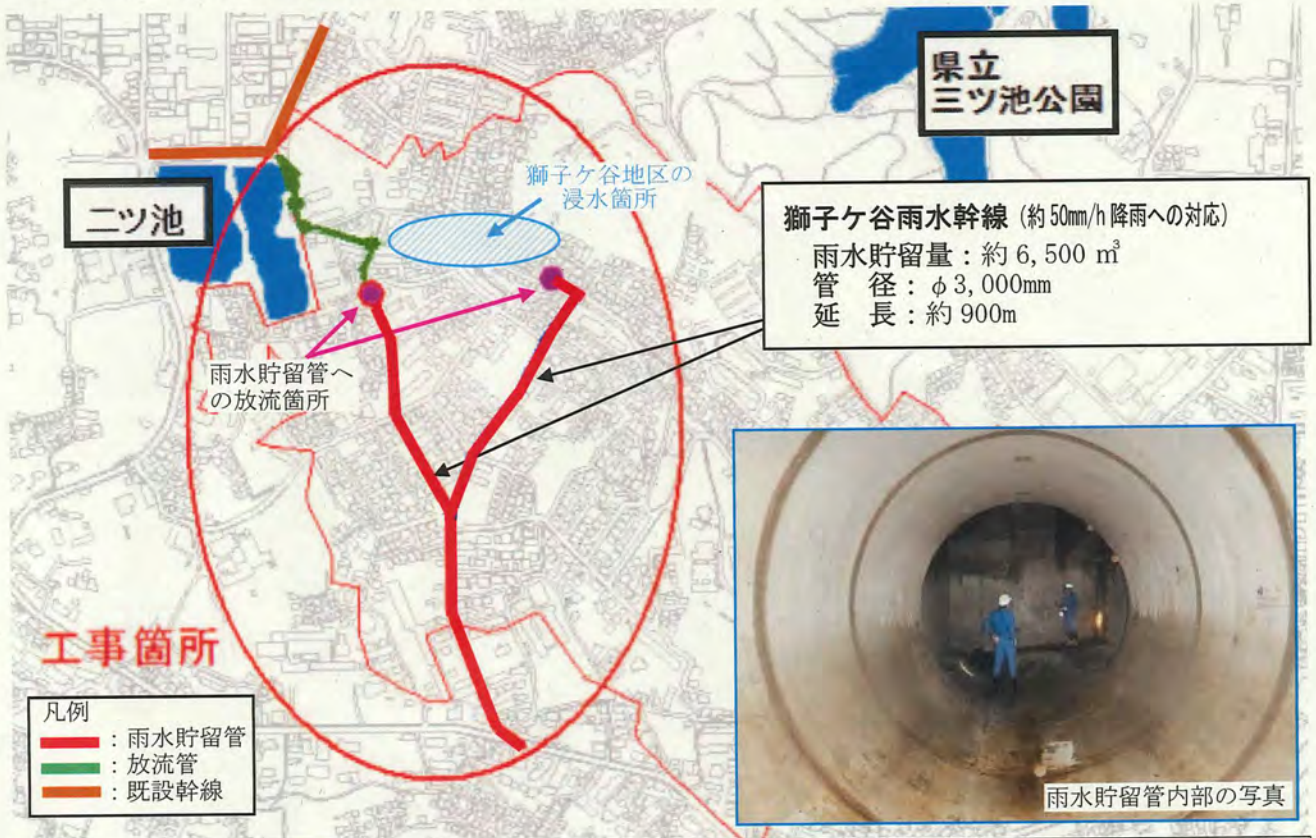 県立
三ツ池公園
二ツ池
獅子ケ谷地区の
浸水箇所
獅子ケ谷雨水幹線 (約50mm/h 降雨への対応)
雨水貯留量：約 6,500 ㎥
管　径：φ3,000mm
延　長：約 900m
雨水貯留管へ
の放流箇所
工事箇所
凡例
：雨水貯留管
：放流管
：既設幹線
雨水貯留管内部の写真